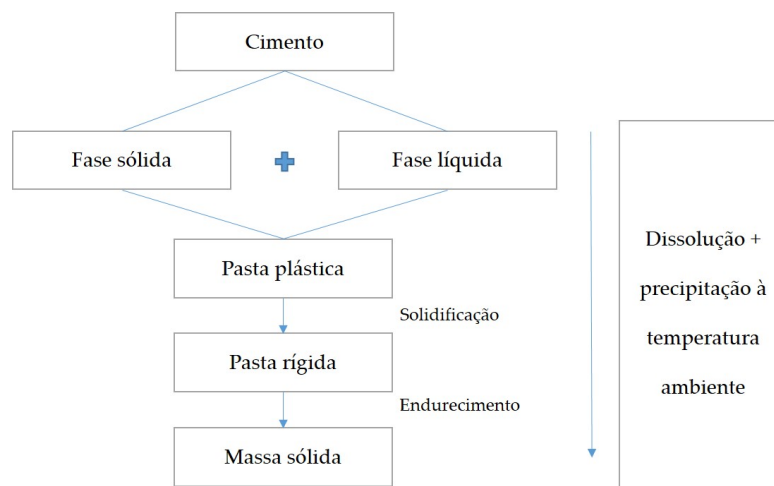 Cimento
Fase sólida
Fase líquida
Pasta plástica
Solidificação
Pasta rígida
Endurecimento
Massa sólida
Dissolução +
precipitação à
temperatura
ambiente